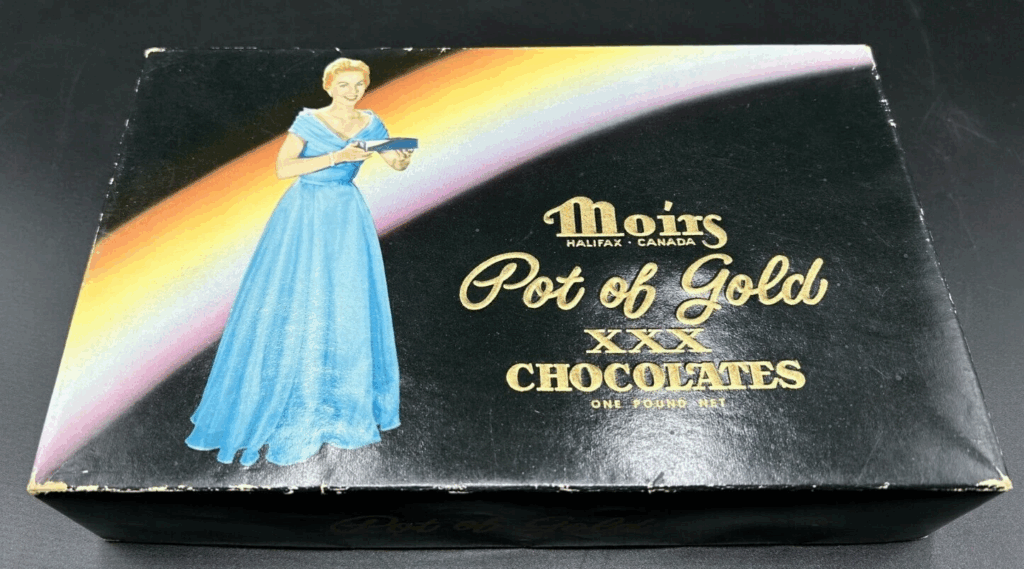 Moirs
HALIFAX · CANADA
Pot of Gold
XXX
CHOCOLATES
ONE POUND NET
Pot of Gold